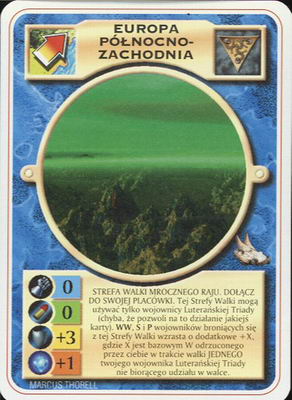 EUROPA
PÓŁNOCNO-
ZACHODNIA
0
0
+3
+1
STREFA WALKI MROCZNEGO RAJU. DOŁĄCZ
DO SWOJEJ PLACÓWKI. Tej Strefy Walki mogą
używać tylko wojownicy Luterańskiej Triady
(chyba, że pozwoli na to działanie jakiejś
karty). WW, S i P wojowników broniących się
z tej Strefy Walki wzrasta o dodatkowe +X,
gdzie X jest bazowym W odrzuconego
przez ciebie w trakcie walki JEDNEGO
twojego wojownika Luterańskiej Triady
nie biorącego udziału w walce.
MARCUS THORELL